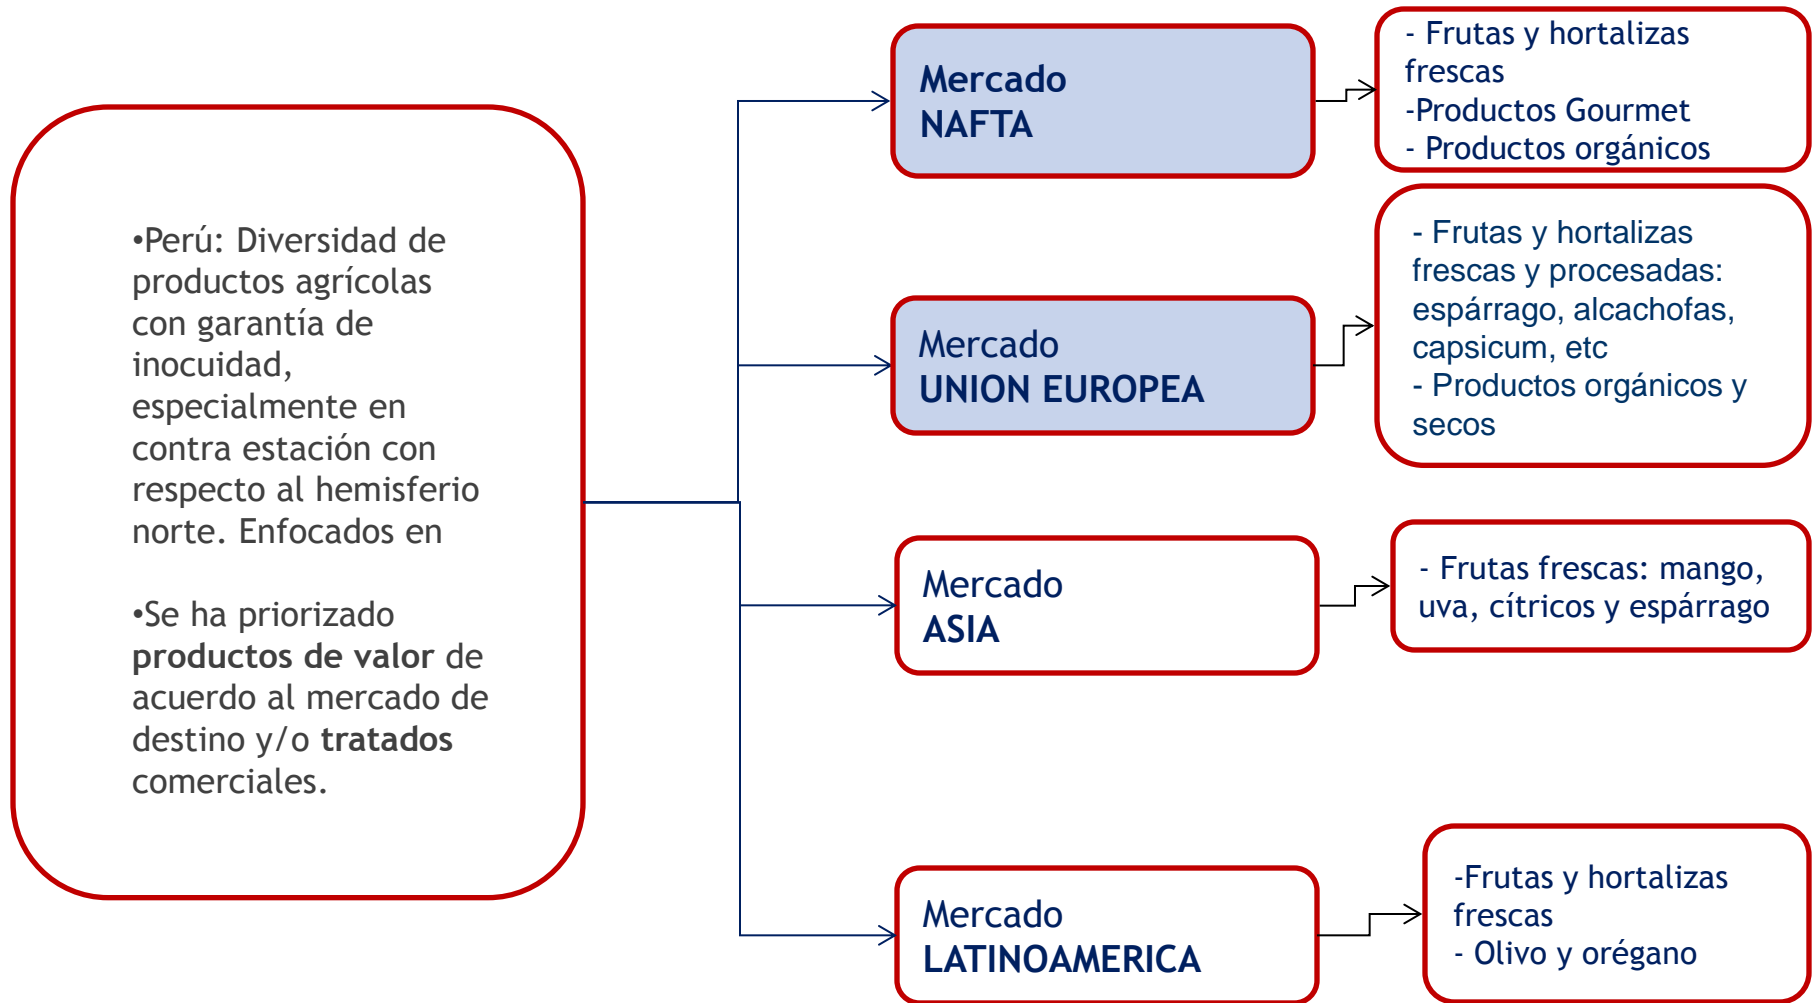 •Perú: Diversidad de
productos agrícolas
con garantía de
inocuidad,
especialmente en
contra estación con
respecto al hemisferio
norte. Enfocados en
•Se ha priorizado
productos de valor de
acuerdo al mercado de
destino y/o tratados
comerciales.
Mercado
NAFTA
- Frutas y hortalizas
frescas
-Productos Gourmet
- Productos orgánicos
Mercado
UNION EUROPEA
- Frutas y hortalizas
frescas y procesadas:
espárrago, alcachofas,
capsicum, etc
- Productos orgánicos y
secos
Mercado
ASIA
- Frutas frescas: mango,
uva, cítricos y espárrago
Mercado
LATINOAMERICA
-Frutas y hortalizas
frescas
- Olivo y orégano